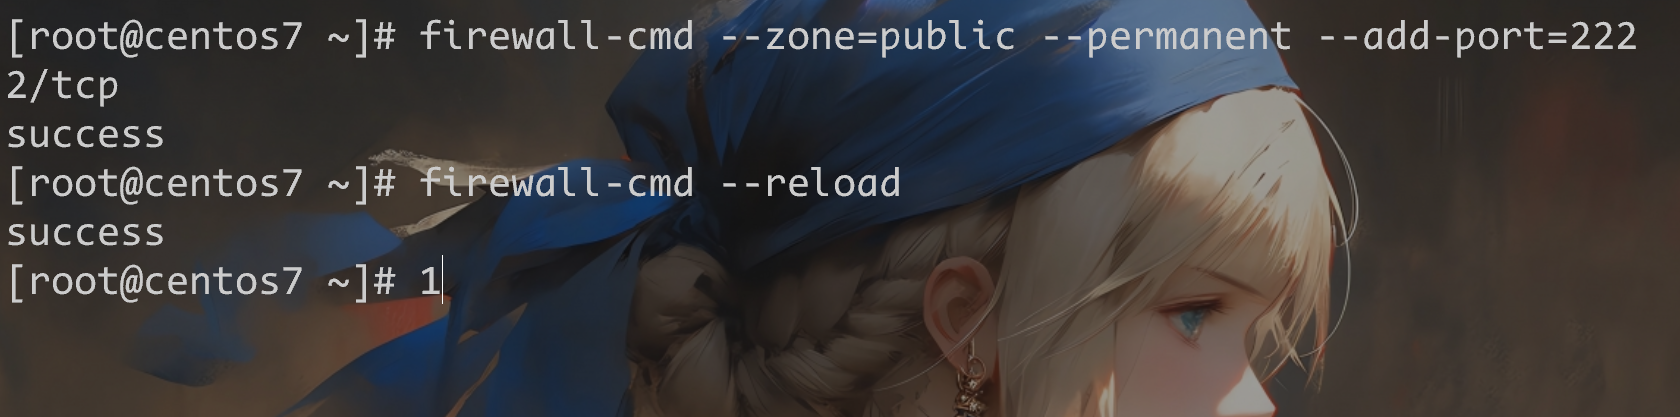 [root@centos7 ~]# firewall-cmd --zone=public --permanent --add-port=222
2/tcp
success
[root@centos7 ~]# firewall-cmd --reload
success
[root@centos7 ~]# 1